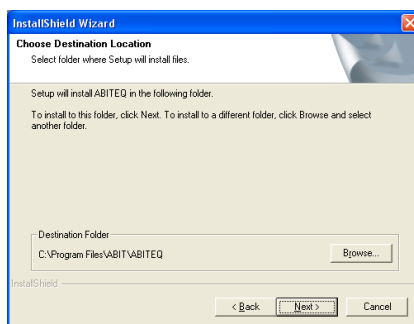 InstallShield Wizard
Choose Destination Location
Select folder where Setup will install files.
Setup will install ABITEQ in the following folder.
To install to this folder, click Next. To install to a different folder, click Browse and select
another folder.
Destination Folder
C:\Program Files\ABIT\ABITEQ
Browse...
InstallShield
< Back
Next >
Cancel